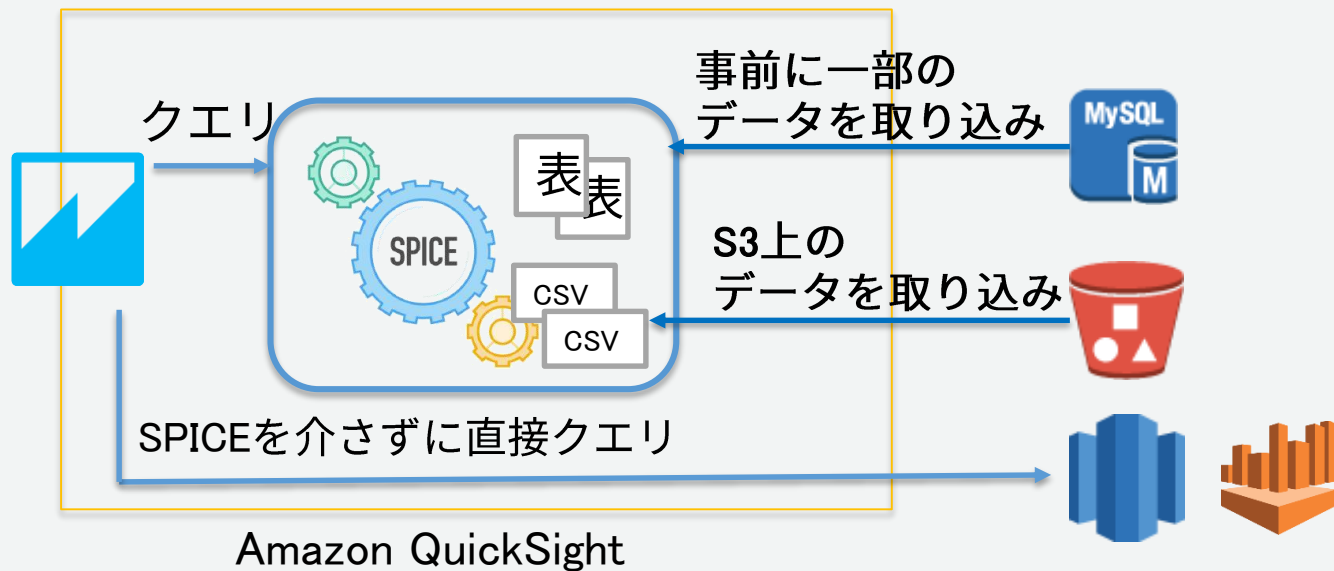 事前に一部の
データを取り込み
クエリ
MySQL
M
表
表
SPICE
S3上の
データを取り込み
CSV
CSV
SPICEを介さずに直接クエリ
Amazon QuickSight